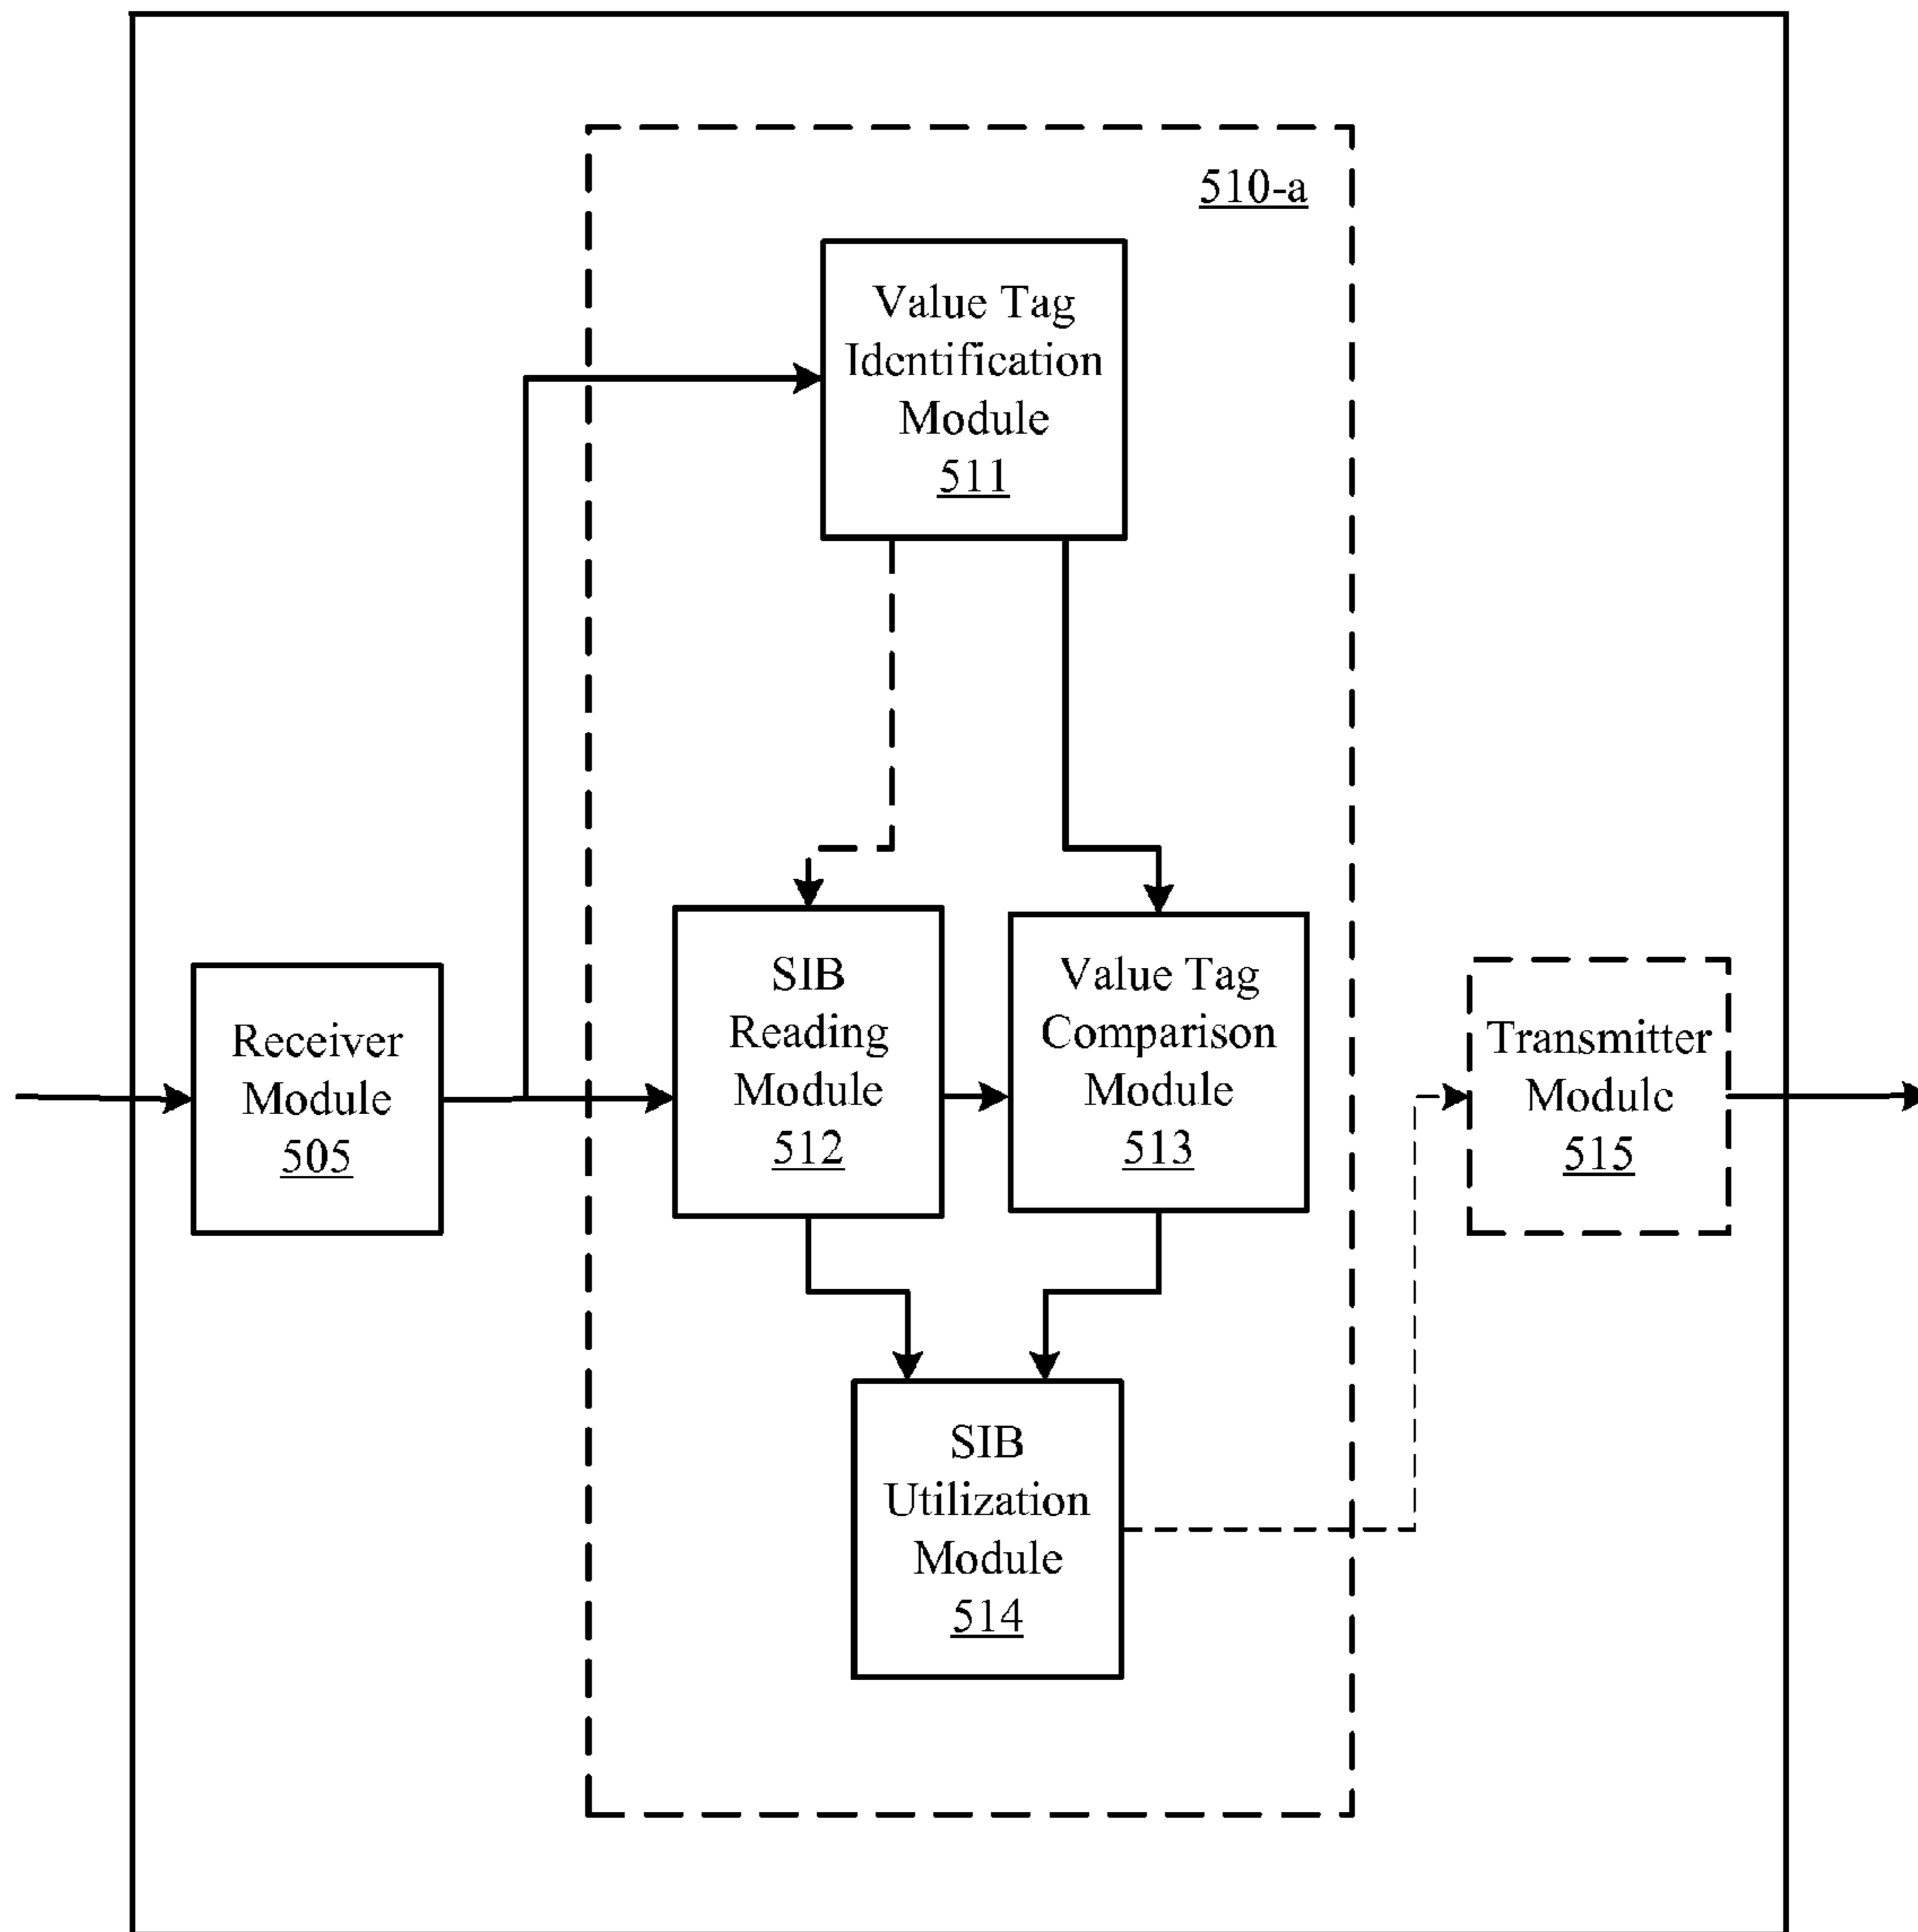 510-a
Value Tag
Identification
Module
511
SIB
Reading
Module
512
Value Tag
Comparison
Module
513
Receiver
Module
505
Transmitter
Module
515
SIB
Utilization
Module
514